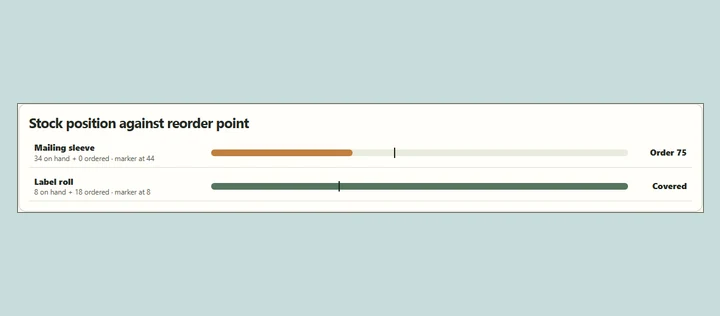 Stock position against reorder point
Mailing sleeve
34 on hand + 0 ordered · marker at 44
Order 75
Label roll
8 on hand + 18 ordered · marker at 8
Covered